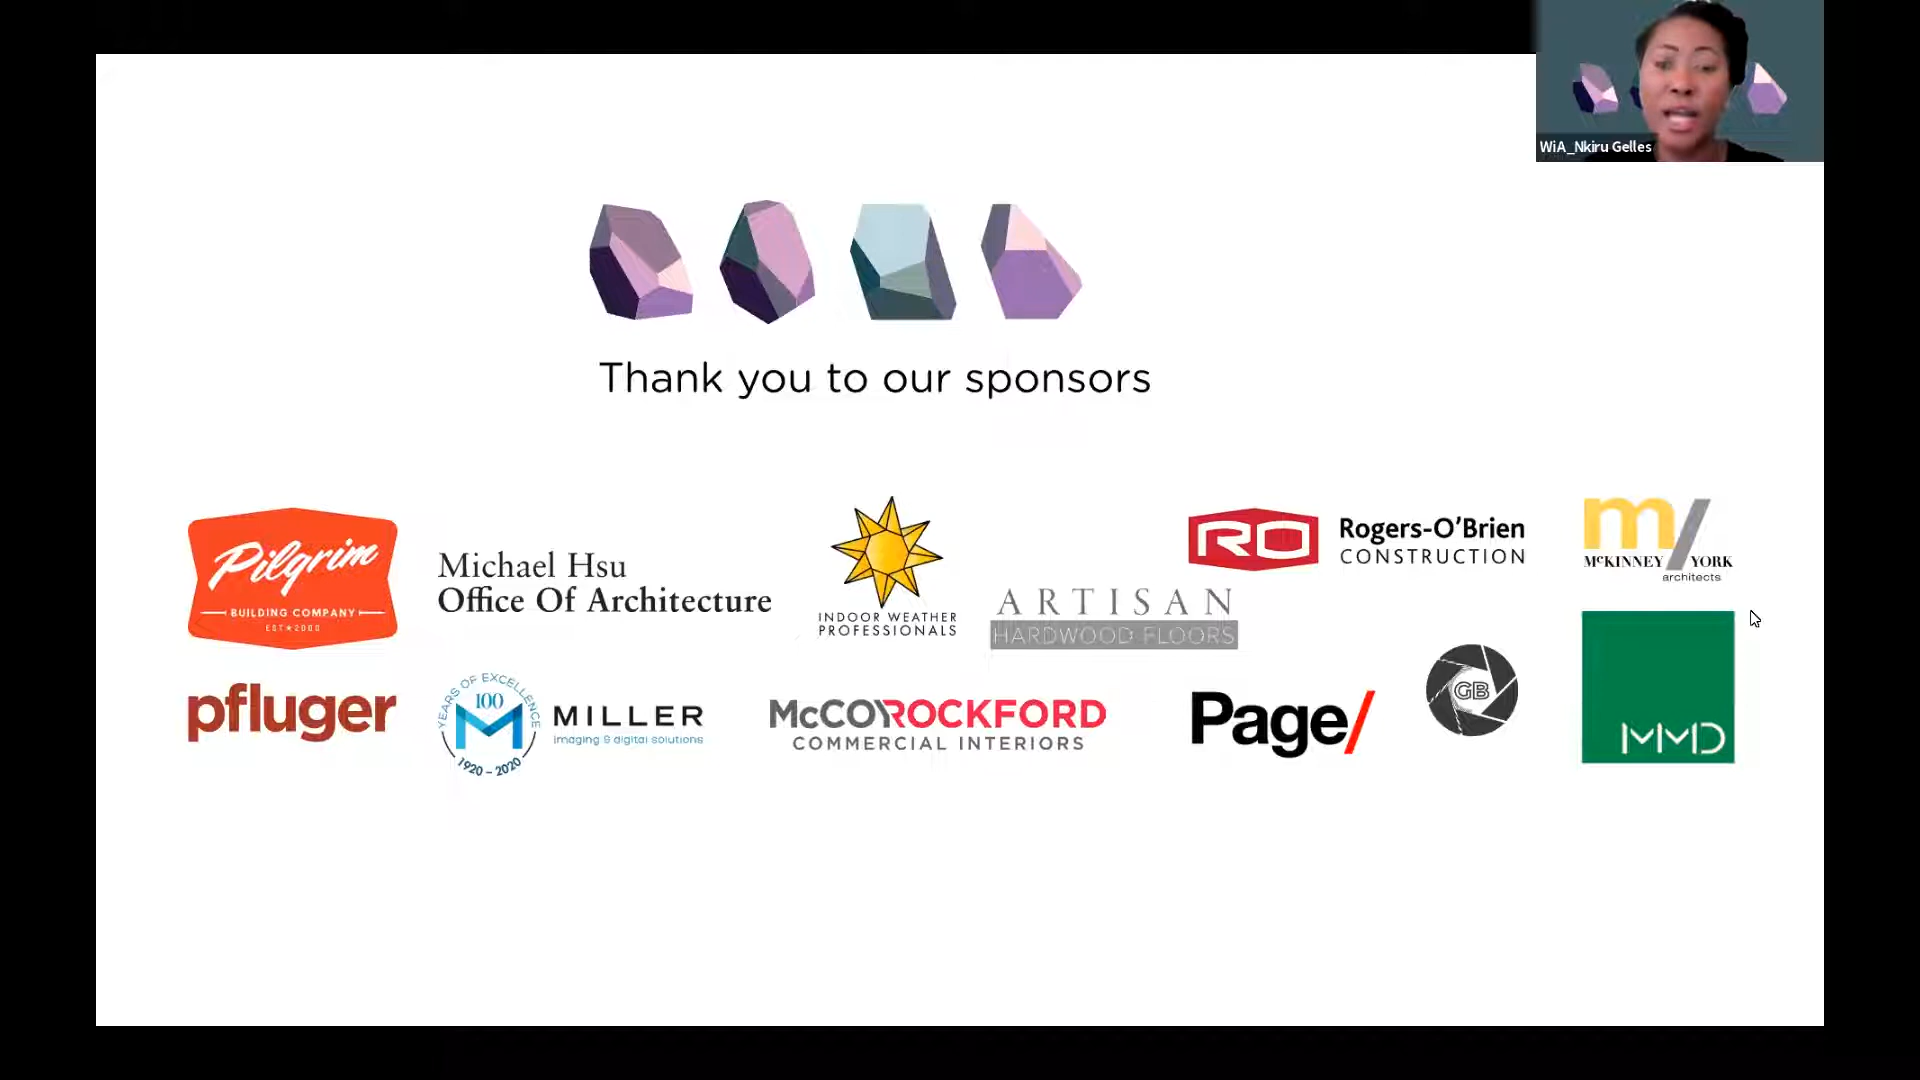 WiA_Nkiru Gelles
Thank you to our sponsors
Pilgrim
BUILDING COMPANY
EST★2000
Michael Hsu
Office Of Architecture
INDOOR WEATHER
PROFESSIONALS
ARTISAN
HARDWOOD FLOORS
RO
Rogers-O'Brien
CONSTRUCTION
m/
McKINNEY YORK
architects
pfluger
YEARS OF EXCELLENCE
100
M
1920 – 2020
MILLER
imaging & digital solutions
McCOYROCKFORD
COMMERCIAL INTERIORS
Page/
GB
MMD